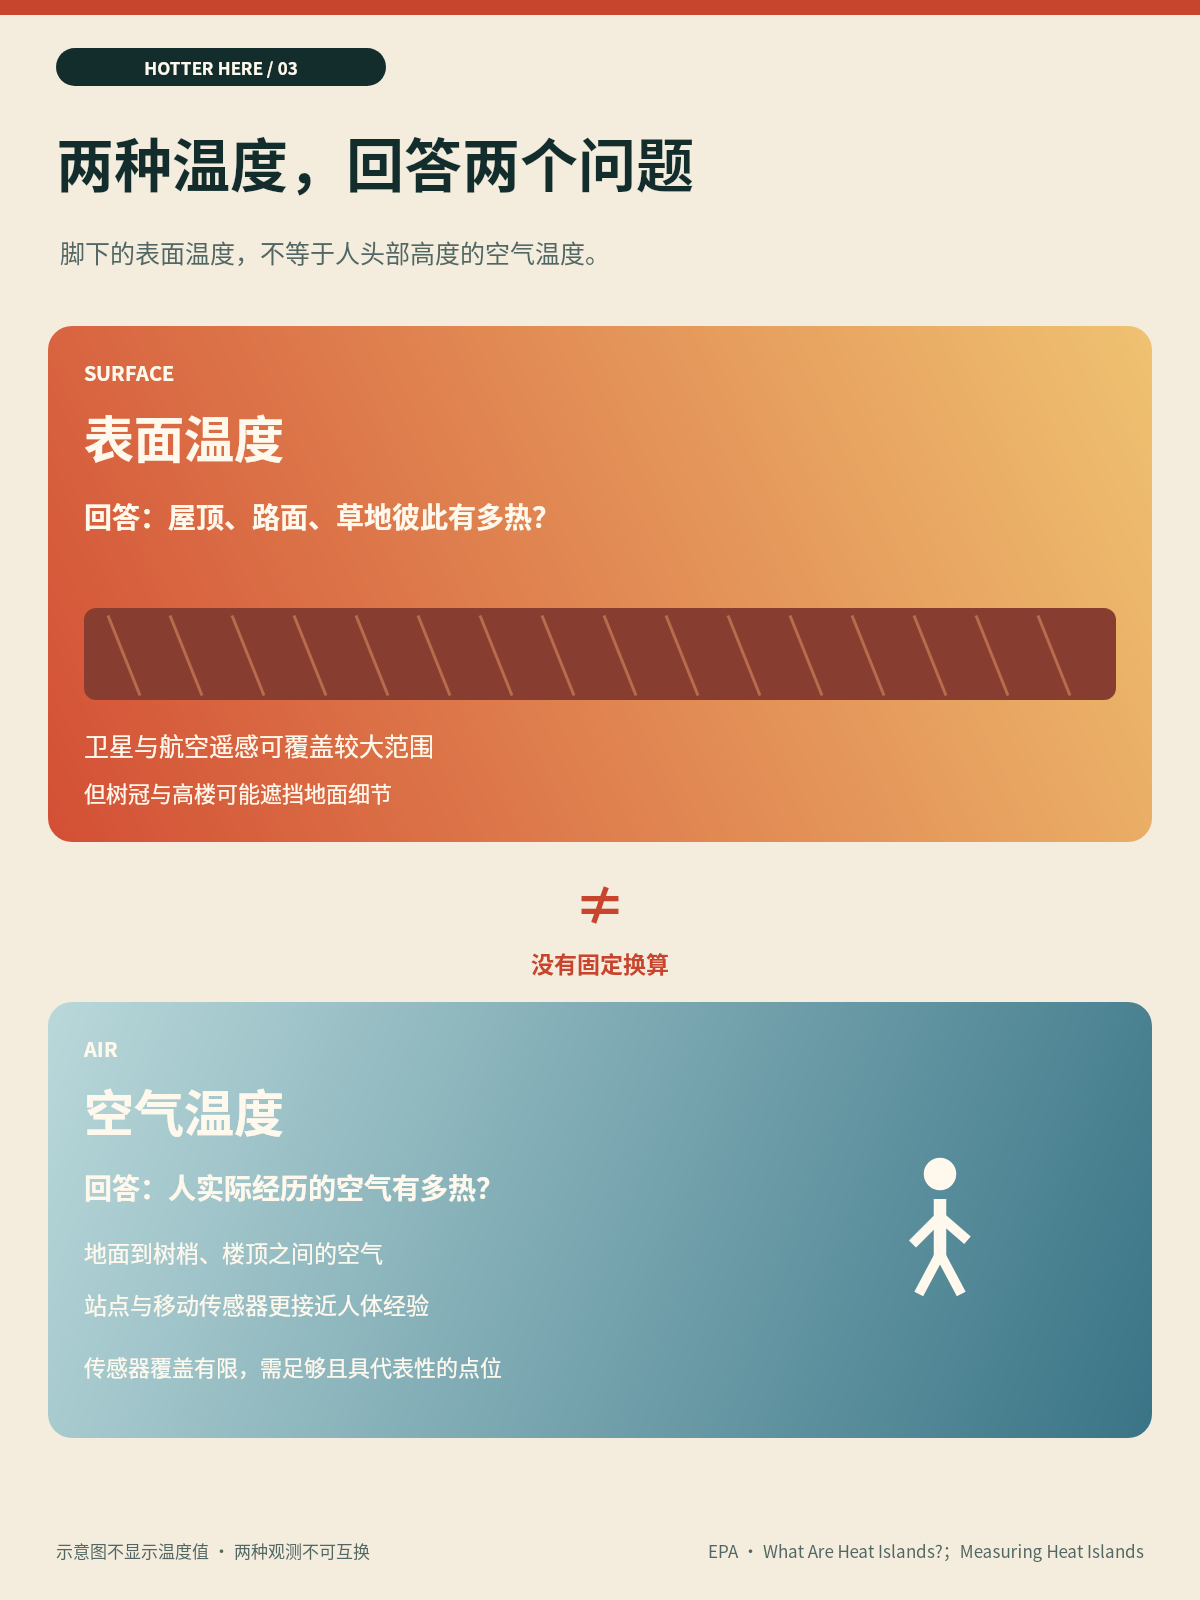 HOTTER HERE / 03
两种温度，回答两个问题
脚下的表面温度，不等于人头部高度的空气温度。
SURFACE
表面温度
回答：屋顶、路面、草地彼此有多热？
卫星与航空遥感可覆盖较大范围
但树冠与高楼可能遮挡地面细节
≠
没有固定换算
AIR
空气温度
回答：人实际经历的空气有多热？
地面到树梢、楼顶之间的空气
站点与移动传感器更接近人体经验
传感器覆盖有限，需足够且具代表性的点位
示意图不显示温度值 · 两种观测不可互换
EPA · What Are Heat Islands?；Measuring Heat Islands